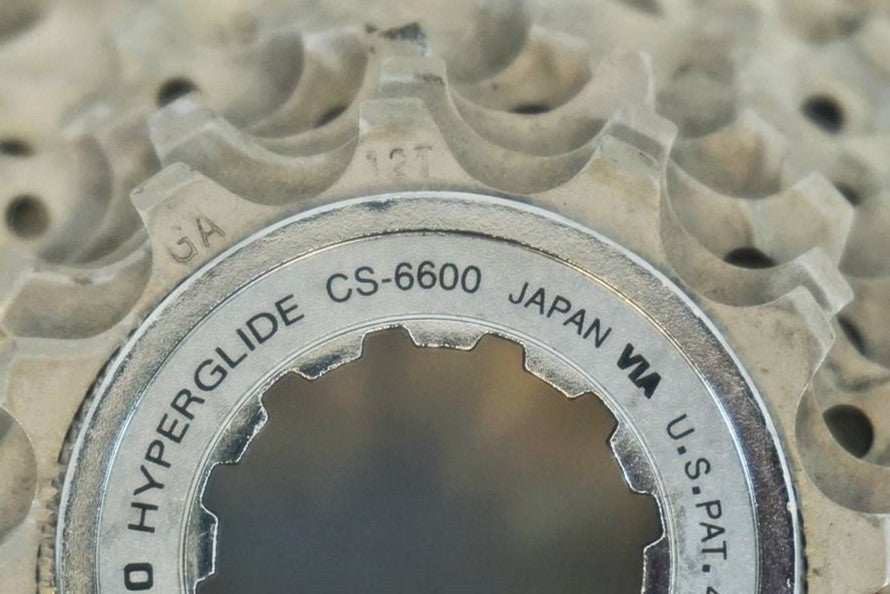 12T
GA
HYPERGLIDE CS-6600 JAPAN VIA U.S.PAT.